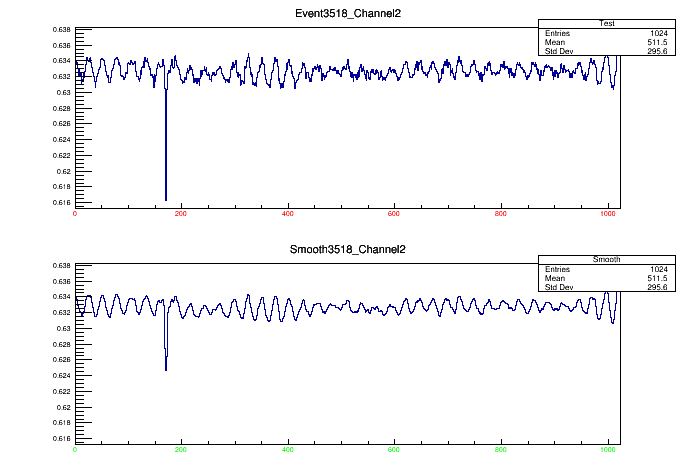 Event3518_Channel2
Test
Entries 1024
Mean 511.5
Std Dev 295.6
0.638
0.636
0.634
0.632
0.63
0.628
0.626
0.624
0.622
0.62
0.618
0.616
0 200 400 600 800 1000
Smooth3518_Channel2
Smooth
Entries 1024
Mean 511.5
Std Dev 295.6
0.638
0.636
0.634
0.632
0.63
0.628
0.626
0.624
0.622
0.62
0.618
0.616
0 200 400 600 800 1000